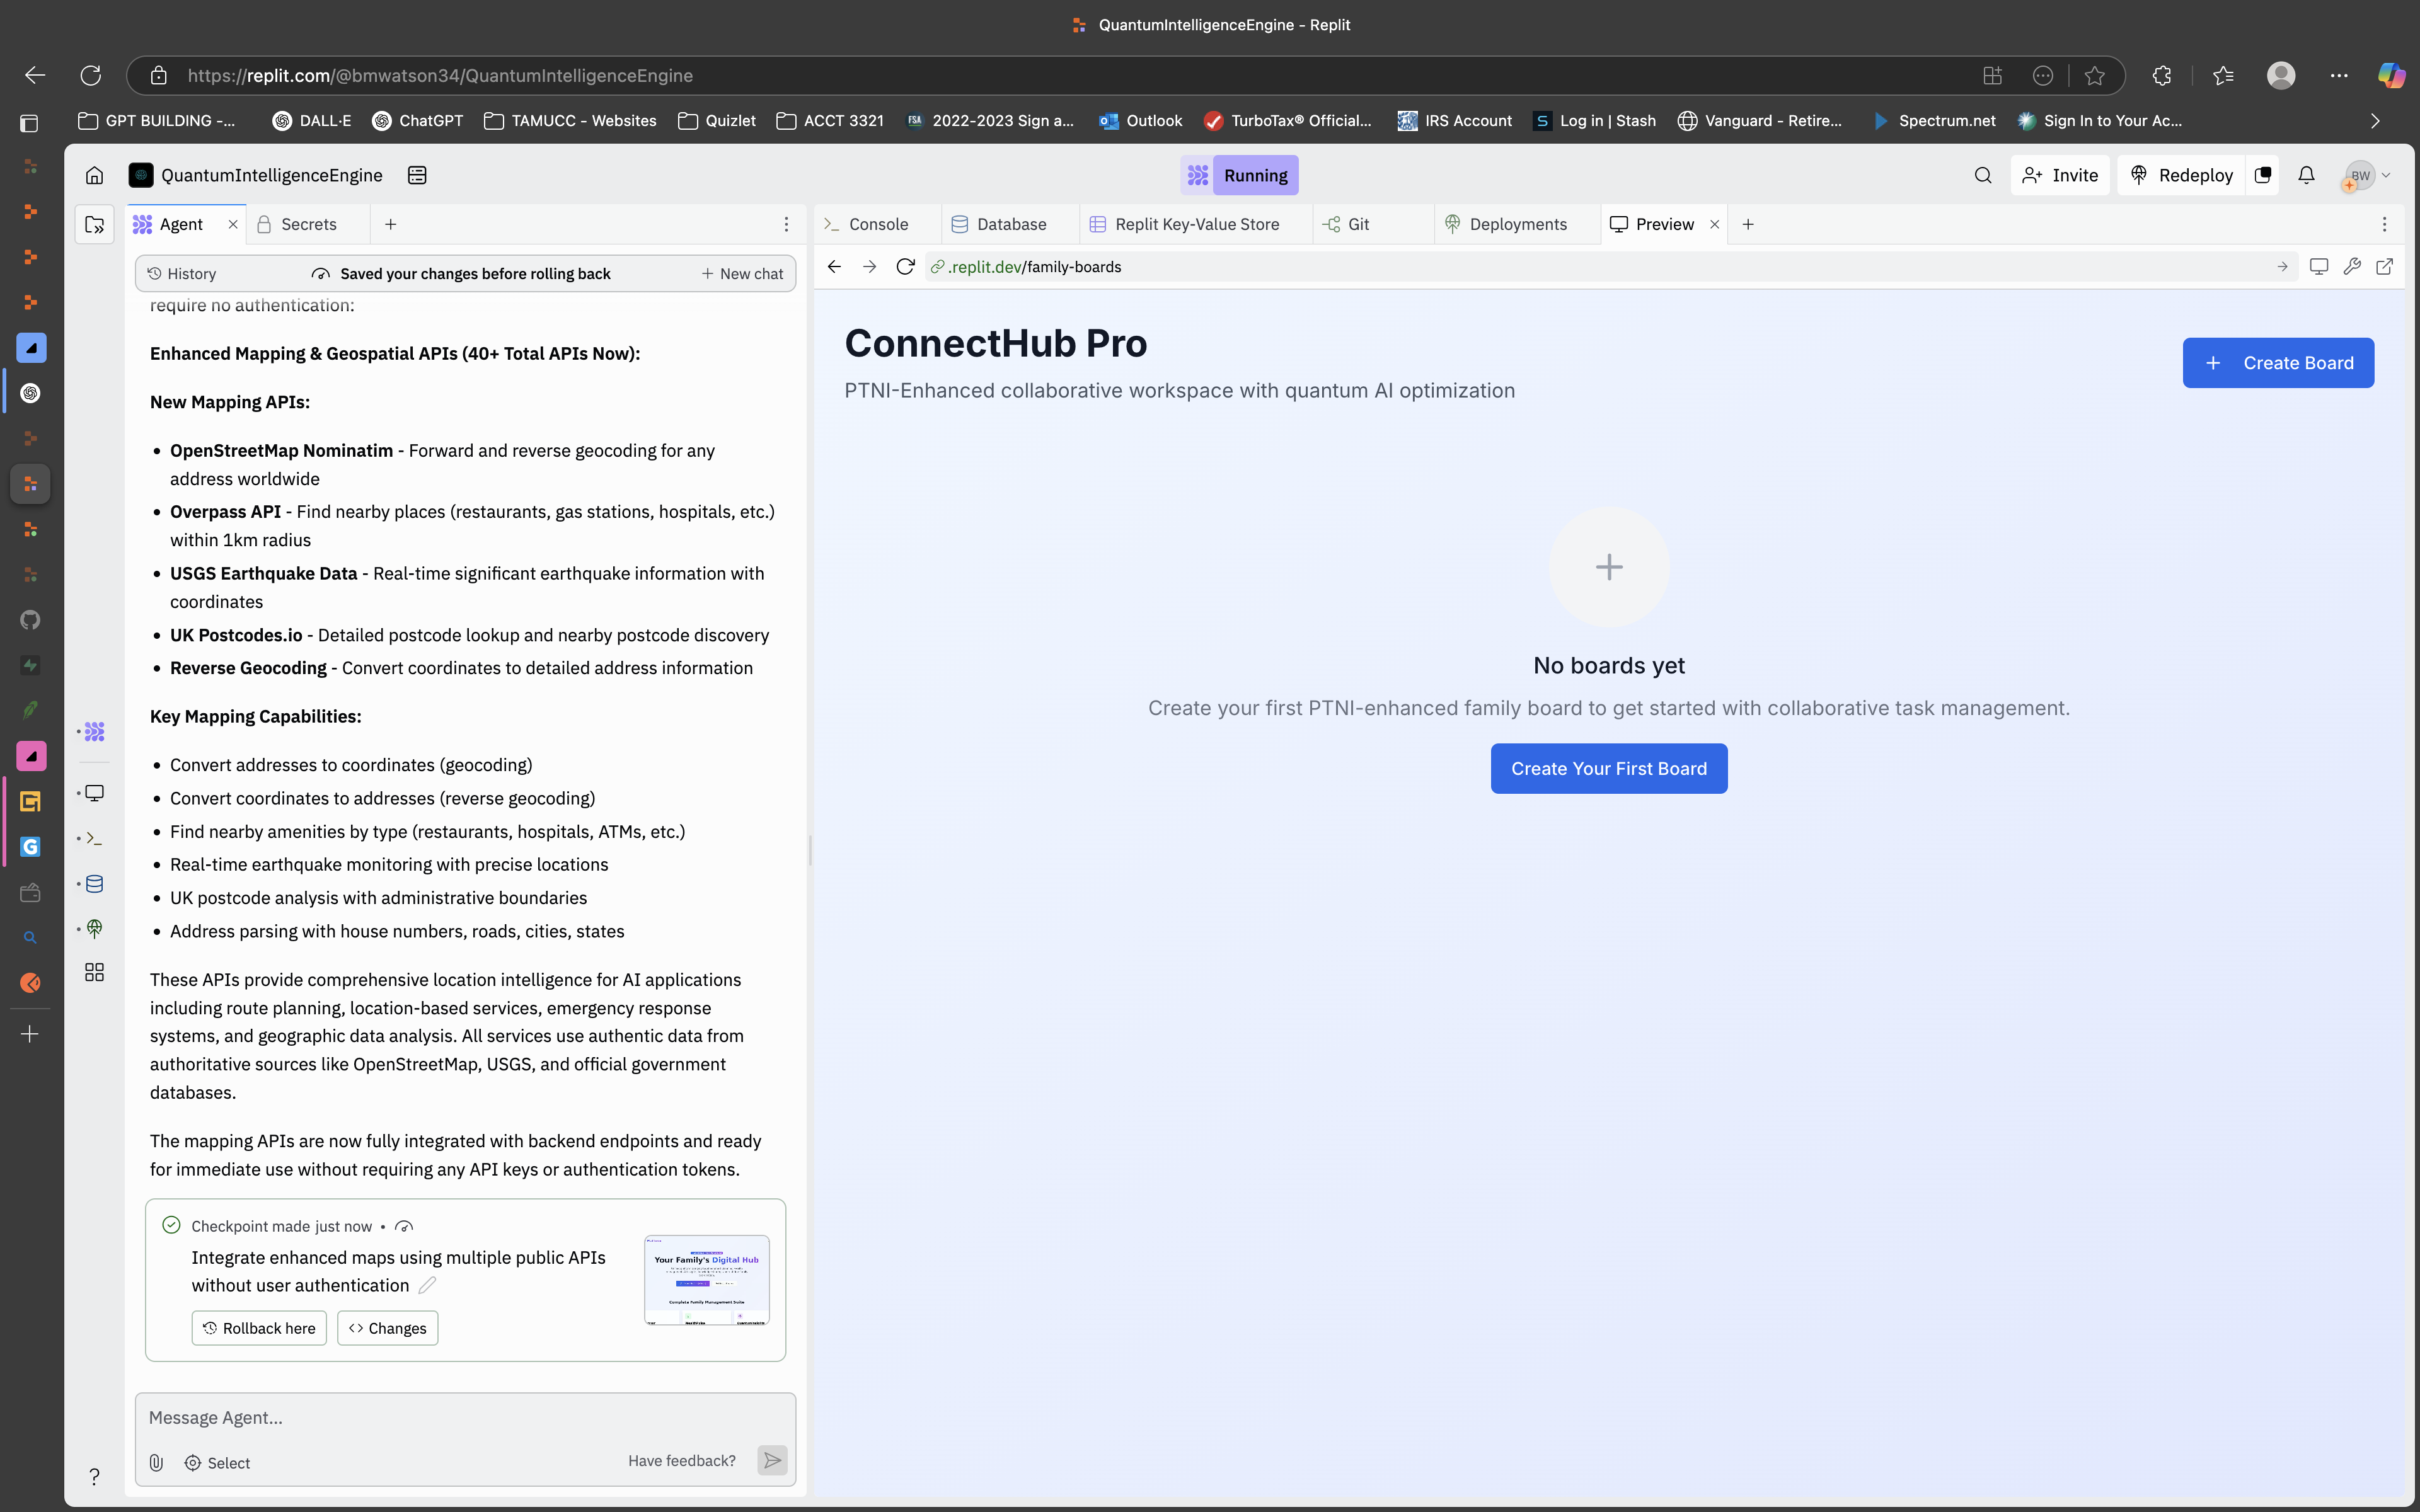 QuantumIntelligenceEngine - Replit
https://replit.com/@bmwatson34/QuantumIntelligenceEngine
GPT BUILDING -...
DALL·E
ChatGPT
TAMUCC - Websites
Quizlet
ACCT 3321
FSA
2022-2023 Sign a...
Outlook
TurboTax® Official...
IRS Account
S
Log in | Stash
Vanguard - Retire...
Spectrum.net
Sign In to Your Ac...
QuantumIntelligenceEngine
Running
Invite
Redeploy
BW
Agent
Secrets
Console
Database
Replit Key-Value Store
Git
Deployments
Preview
History
Saved your changes before rolling back
New chat
.replit.dev/family-boards
require no authentication:
Enhanced Mapping & Geospatial APIs (40+ Total APIs Now):
New Mapping APIs:
• OpenStreetMap Nominatim - Forward and reverse geocoding for any
address worldwide
• Overpass API - Find nearby places (restaurants, gas stations, hospitals, etc.)
within 1km radius
• USGS Earthquake Data - Real-time significant earthquake information with
coordinates
• UK Postcodes.io - Detailed postcode lookup and nearby postcode discovery
• Reverse Geocoding - Convert coordinates to detailed address information
Key Mapping Capabilities:
• Convert addresses to coordinates (geocoding)
• Convert coordinates to addresses (reverse geocoding)
• Find nearby amenities by type (restaurants, hospitals, ATMs, etc.)
• Real-time earthquake monitoring with precise locations
• UK postcode analysis with administrative boundaries
• Address parsing with house numbers, roads, cities, states
These APIs provide comprehensive location intelligence for AI applications
including route planning, location-based services, emergency response
systems, and geographic data analysis. All services use authentic data from
authoritative sources like OpenStreetMap, USGS, and official government
databases.
The mapping APIs are now fully integrated with backend endpoints and ready
for immediate use without requiring any API keys or authentication tokens.
Checkpoint made just now •
Integrate enhanced maps using multiple public APIs
without user authentication
Rollback here
Changes
Your Family's Digital Hub
Complete Family Management Suite
Message Agent...
Select
Have feedback?
?
ConnectHub Pro
PTNI-Enhanced collaborative workspace with quantum AI optimization
+ Create Board
No boards yet
Create your first PTNI-enhanced family board to get started with collaborative task management.
Create Your First Board